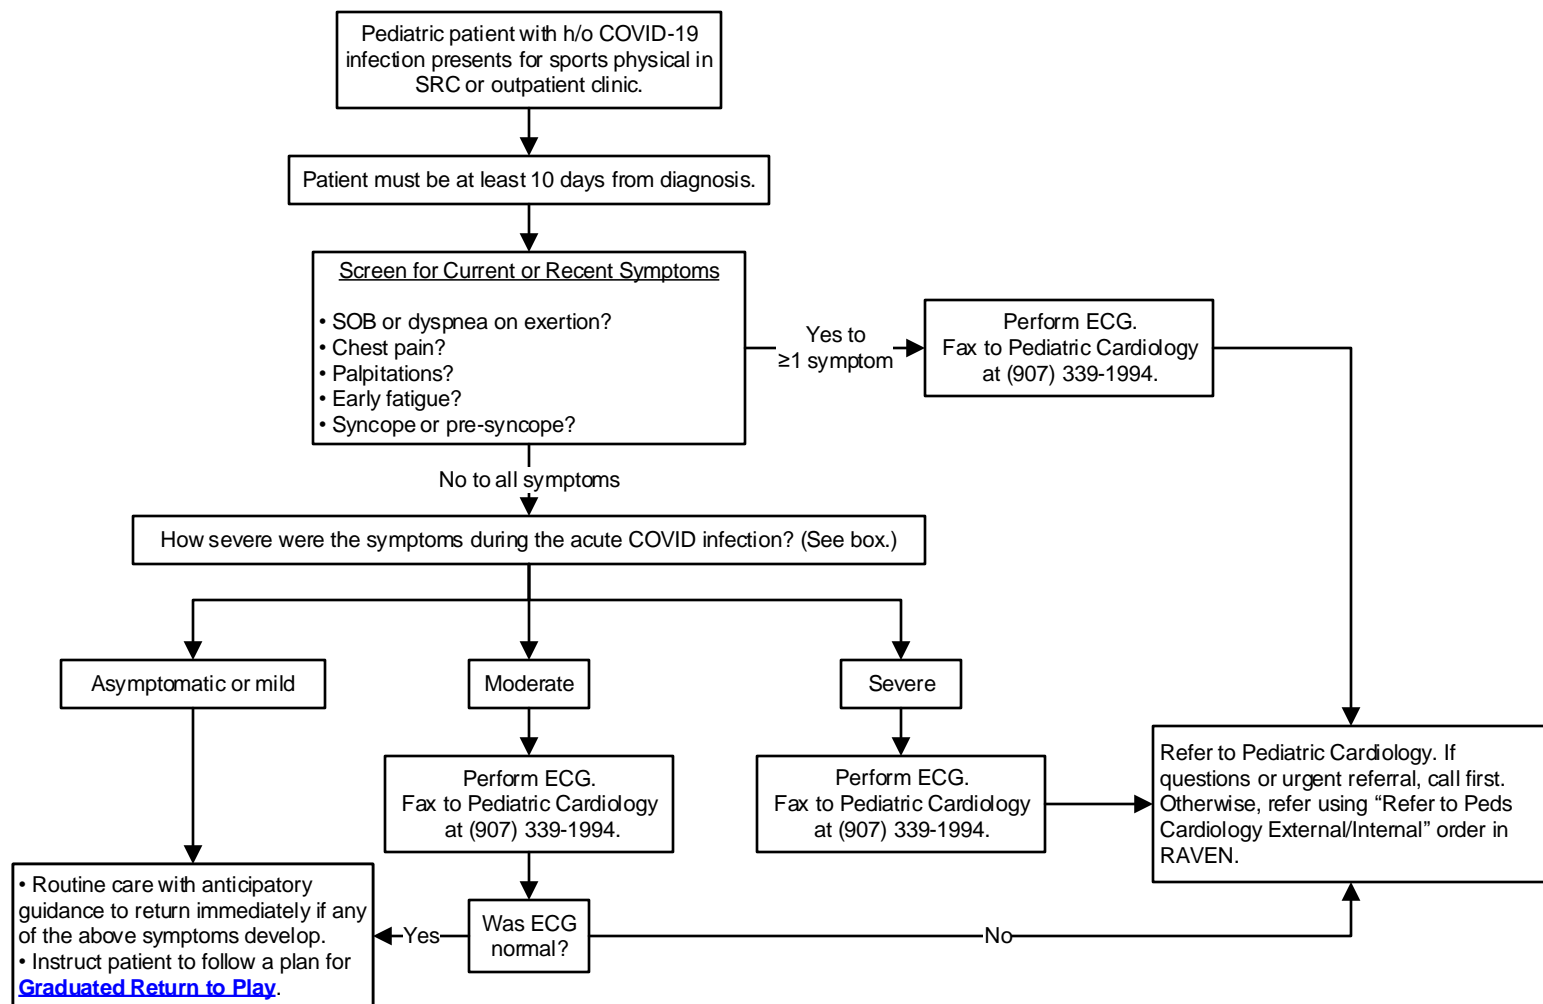 Pediatric patient with h/o COVID-19
infection presents for sports physical in
SRC or outpatient clinic.
Patient must be at least 10 days from diagnosis.
Screen for Current or Recent Symptoms
• SOB or dyspnea on exertion?
• Chest pain?
• Palpitations?
• Early fatigue?
• Syncope or pre-syncope?
Yes to
≥1 symptom
Perform ECG.
Fax to Pediatric Cardiology
at (907) 339-1994.
No to all symptoms
How severe were the symptoms during the acute COVID infection? (See box.)
Asymptomatic or mild
Moderate
Severe
Perform ECG.
Fax to Pediatric Cardiology
at (907) 339-1994.
Perform ECG.
Fax to Pediatric Cardiology
at (907) 339-1994.
Refer to Pediatric Cardiology. If
questions or urgent referral, call first.
Otherwise, refer using “Refer to Peds
Cardiology External/Internal” order in
RAVEN.
• Routine care with anticipatory
guidance to return immediately if any
of the above symptoms develop.
• Instruct patient to follow a plan for
Graduated Return to Play.
Yes
Was ECG
normal?
No